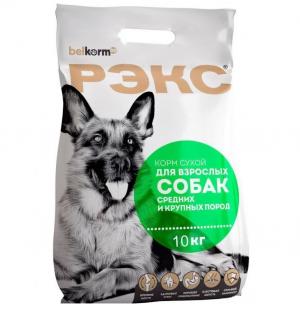 belkorm
РЭКС®
КОРМ СУХОЙ
ДЛЯ ВЗРОСЛЫХ
СОБАК
СРЕДНИХ
И КРУПНЫХ ПОРОД
10 кг